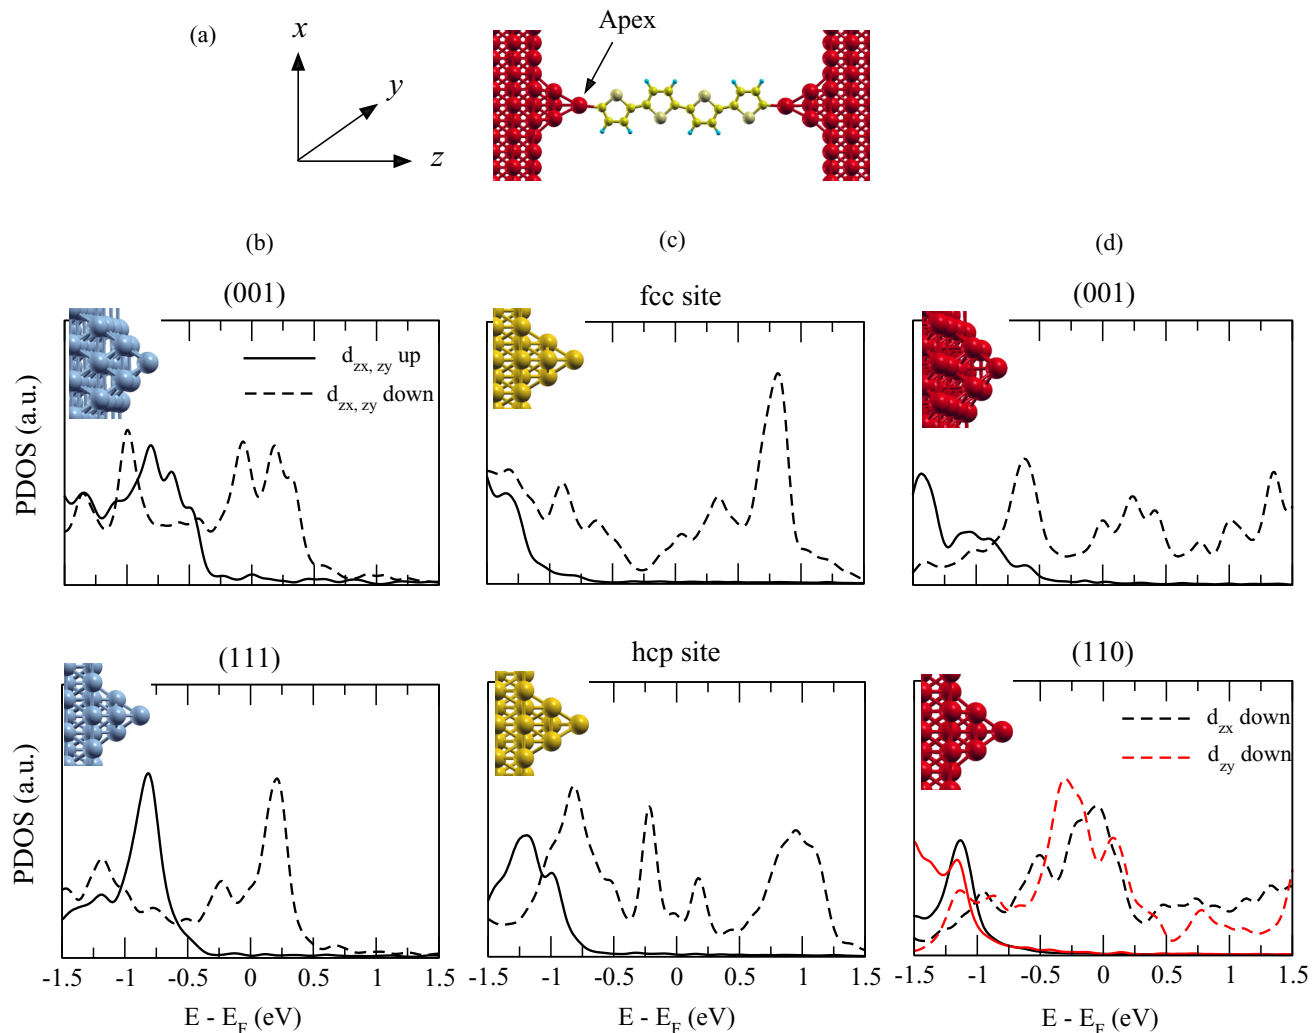 (a)
x
y
z
Apex
(b)
(c)
(d)
(001)
fcc site
(001)
d_zx, zy up
d_zx, zy down
PDOS (a.u.)
(111)
hcp site
(110)
d_zx down
d_zy down
PDOS (a.u.)
-1.5 -1 -0.5 0 0.5 1 1.5
-1.5 -1 -0.5 0 0.5 1 1.5
-1.5 -1 -0.5 0 0.5 1 1.5
E - E_F (eV)
E - E_F (eV)
E - E_F (eV)